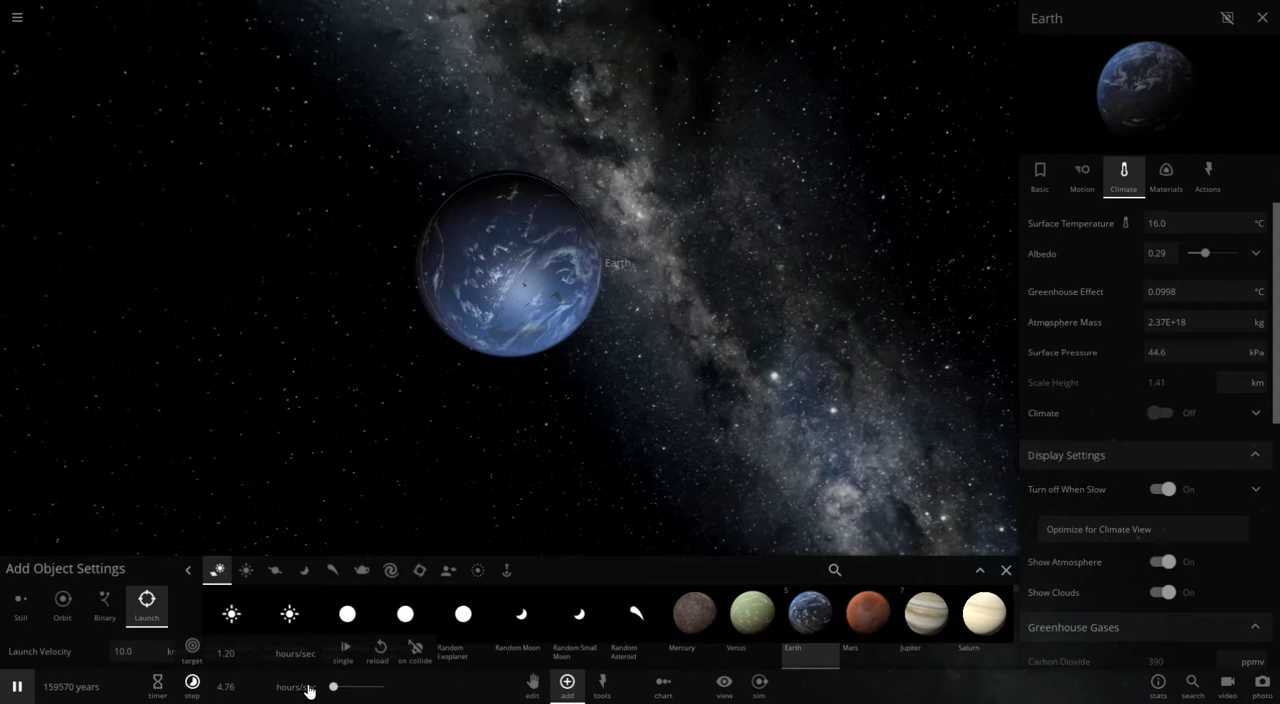 Earth
Basic
Motion
Climate
Materials
Actions
Surface Temperature 16.0 °C
Albedo 0.29
Greenhouse Effect 0.0998 °C
Atmosphere Mass 2.37E+18 kg
Surface Pressure 44.6 kPa
Scale Height 1.41 km
Climate Off
Display Settings
Turn off When Slow On
Optimize for Climate View
Show Atmosphere On
Show Clouds On
Greenhouse Gases
Carbon Dioxide 390 ppmv
Earth
Add Object Settings
Still
Orbit
Binary
Launch
Launch Velocity 10.0
target
1.20 hours/sec
single
reload
on collide
Random Exoplanet
Random Moon
Random Small Moon
Random Asteroid
Mercury
Venus
5
Earth
Mars
7
Jupiter
Saturn
159570 years
timer
step
4.76
edit
add
tools
chart
view
sim
stats
search
video
photo